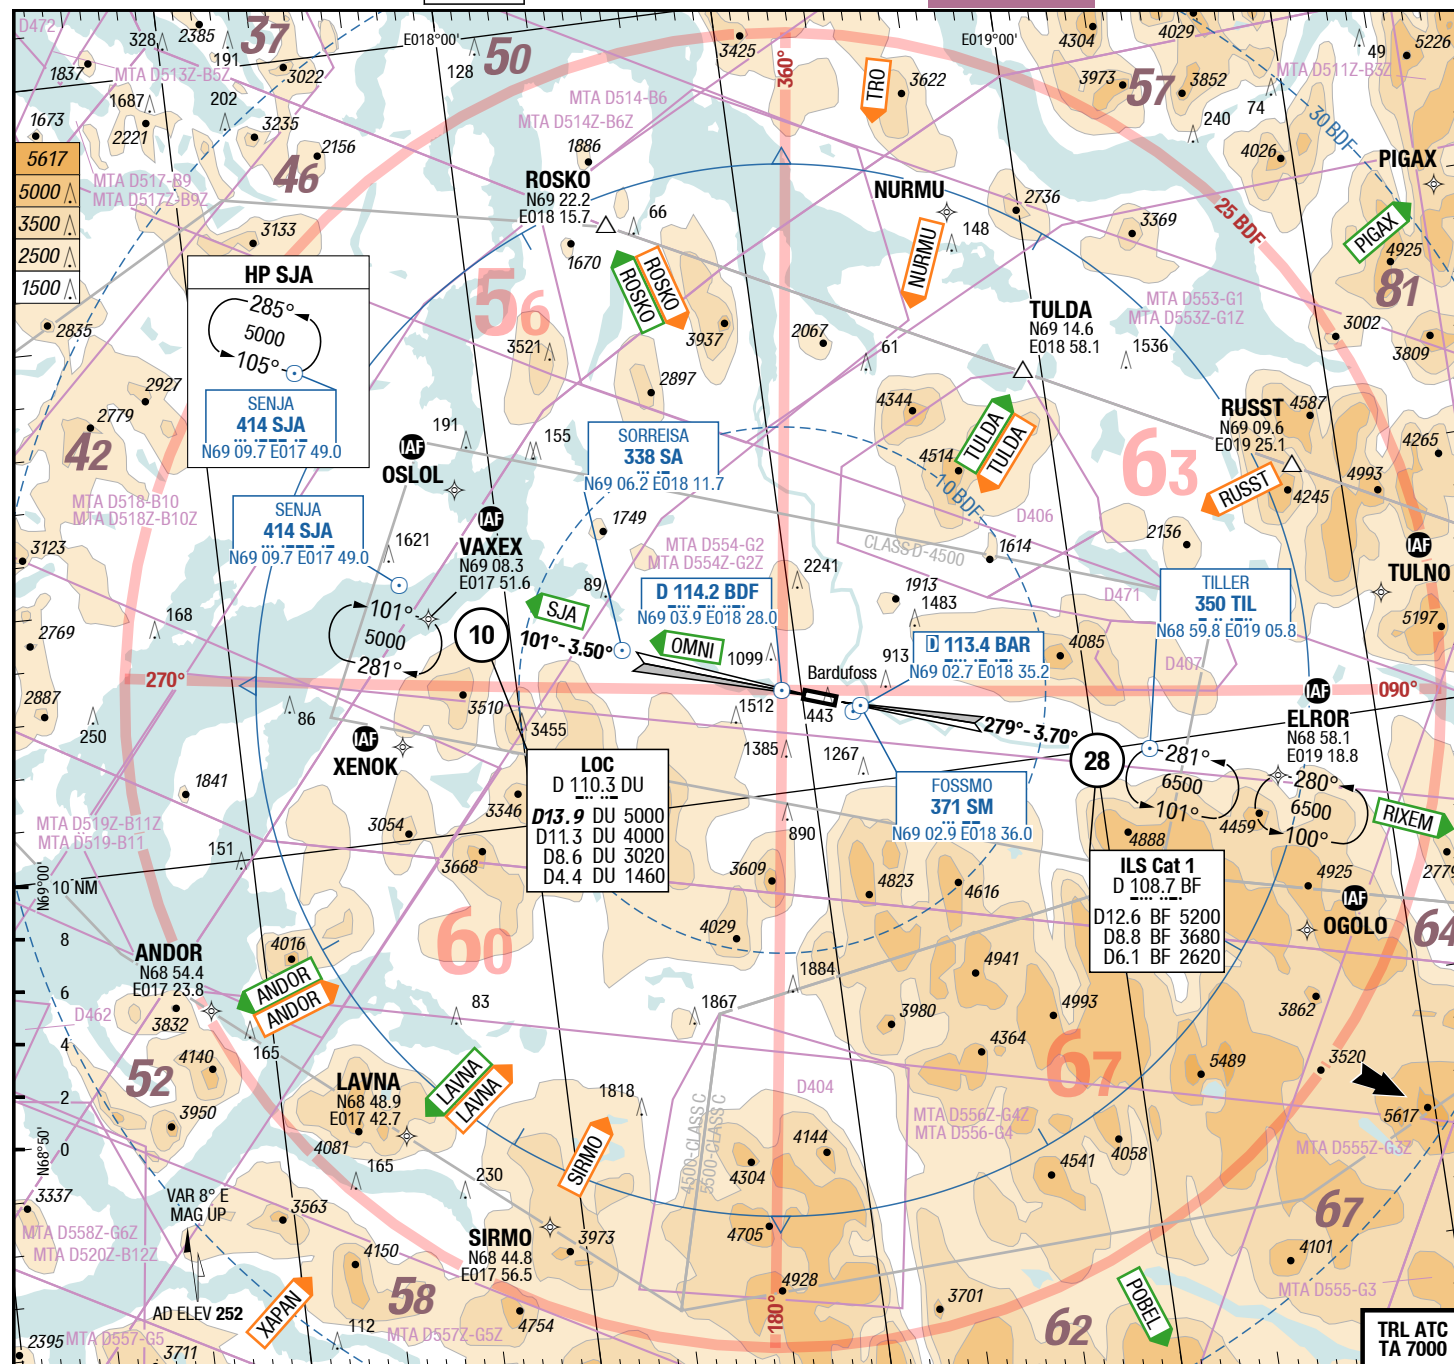 D472
328
2385
191
37
E018°00'
50
128
3425
360°
E019°00'
4304
4029
49
5226
1837
MTA D513Z-B5Z
3022
TRO
3622
3973
57
3852
MTA D511Z-B3Z
1687
202
MTA D514-B6
MTA D514Z-B6Z
74
240
30 BDF
1673
2221
3235
2156
1886
4026
PIGAX
5617
5000
3500
2500
1500
MTA D517-B9
MTA D517Z-B9Z
46
ROSKO
N69 22.2
E018 15.7
66
NURMU
148
2736
3369
25 BDF
PIGAX
4925
81
3133
1670
ROSKO
ROSKO
NURMU
HP SJA
285°
5000
105°
SENJA
414 SJA
N69 09.7 E017 49.0
56
3937
2067
61
TULDA
N69 14.6
E018 58.1
MTA D553-G1
MTA D553Z-G1Z
1536
3002
3809
2835
3521
2897
2927
2779
42
4344
RUSST
N69 09.6
E019 25.1
4587
4265
IAF
OSLOL
191
155
SORREISA
338 SA
N69 06.2 E018 11.7
4514
TULDA
TULDA
63
RUSST
4245
4993
10 BDF
MTA D518-B10
MTA D518Z-B10Z
SENJA
414 SJA
N69 09.7 E017 49.0
IAF
VAXEX
N69 08.3
E017 51.6
1749
D406
2136
3123
1621
MTA D554-G2
MTA D554Z-G2Z
CLASS D-4500
1614
IAF
TULNO
89
2241
1913
1483
D471
TILLER
350 TIL
N68 59.8 E019 05.8
168
101°
5000
281°
10
SJA
D 114.2 BDF
N69 03.9 E018 28.0
2769
101°-3.50°
OMNI
1099
Bardufoss
913
D 113.4 BAR
N69 02.7 E018 35.2
4085
D407
5197
270°
090°
2887
250
86
3510
3455
1512
443
279°-3.70°
IAF
ELROR
N68 58.1
E019 18.8
IAF
XENOK
1385
1267
28
281°
6500
101°
280°
6500
100°
RIXEM
LOC
D 110.3 DU
D13.9 DU 5000
D11.3 DU 4000
D8.6 DU 3020
D4.4 DU 1460
FOSSMO
371 SM
N69 02.9 E018 36.0
1841
3346
4459
MTA D519Z-B11Z
MTA D519-B11
3054
3668
890
4888
151
ILS Cat 1
D 108.7 BF
D12.6 BF 5200
D8.8 BF 3680
D6.1 BF 2620
2779
N69°00'
10 NM
3609
4823
4616
4925
IAF
OGOLO
64
8
4029
60
ANDOR
N68 54.4
E017 23.8
4016
ANDOR
ANDOR
4941
6
D462
3832
83
1867
1884
3980
4993
3862
4
165
4140
52
4364
67
5489
3520
2
3950
LAVNA
N68 48.9
E017 42.7
LAVNA
LAVNA
1818
D404
MTA D556Z-G4Z
MTA D556-G4
5617
N68°50'
0
4081
4144
4058
MTA D555Z-G3Z
4500-CLASS C
5500-CLASS C
165
230
SIRMO
4304
4541
3337
VAR 8° E
MAG UP
3563
67
MTA D558Z-G6Z
MTA D520Z-B12Z
SIRMO
N68 44.8
E017 56.5
3973
4705
4150
4101
AD ELEV 252
XAPAN
58
4928
3701
POBEL
MTA D555-G3
2395
MTA D557-G5
3711
112
MTA D557Z-G5Z
4754
180°
62
TRL ATC
TA 7000